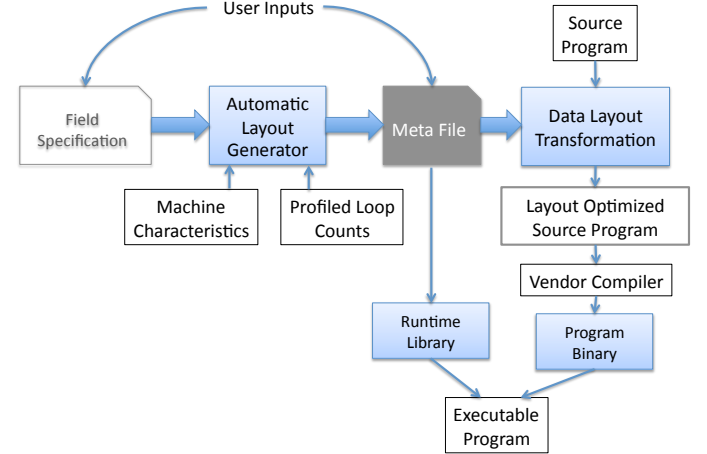 User Inputs
Source
Program
Field
Specification
Automatic
Layout
Generator
Meta File
Data Layout
Transformation
Machine
Characteristics
Profiled Loop
Counts
Layout Optimized
Source Program
Vendor Compiler
Runtime
Library
Program
Binary
Executable
Program